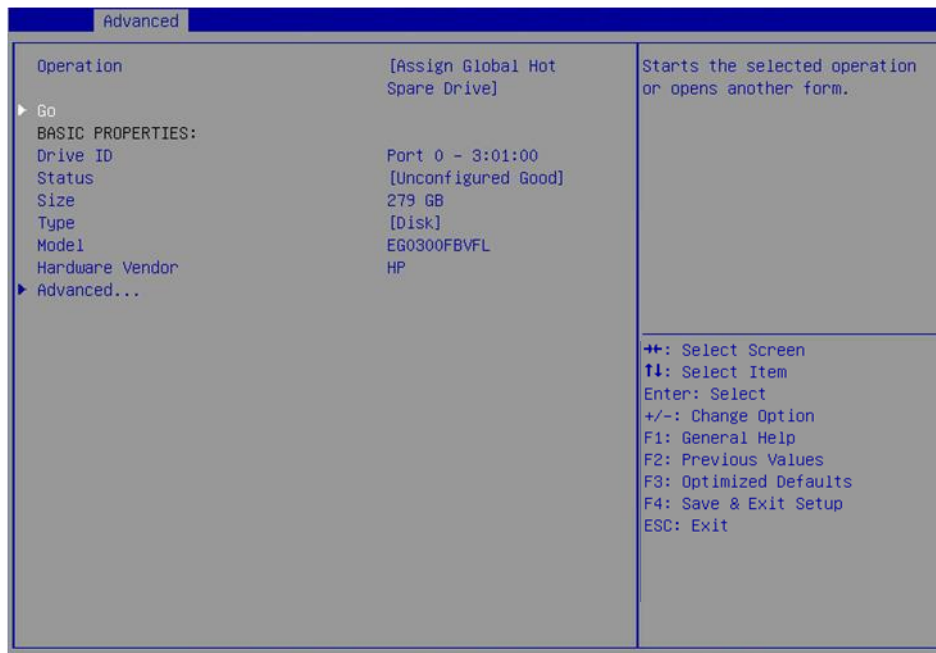 Advanced
Operation [Assign Global Hot
Spare Drive]
Go
BASIC PROPERTIES:
Drive ID Port 0 - 3:01:00
Status [Unconfigured Good]
Size 279 GB
Type [Disk]
Model EG0300FBVFL
Hardware Vendor HP
Advanced...
Starts the selected operation
or opens another form.
→←: Select Screen
↑↓: Select Item
Enter: Select
+/-: Change Option
F1: General Help
F2: Previous Values
F3: Optimized Defaults
F4: Save & Exit Setup
ESC: Exit